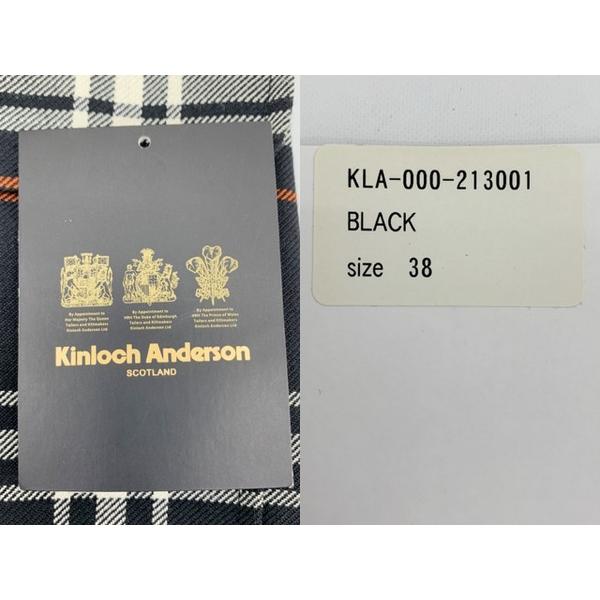 By Appointment to
Her Majesty The Queen
Tailors and Kiltmakers
Kinloch Anderson Ltd
By Appointment to
HRH The Duke of Edinburgh
Tailors and Kiltmakers
Kinloch Anderson Ltd
By Appointment to
HRH The Prince of Wales
Tailors and Kiltmakers
Kinloch Anderson Ltd
Kinloch Anderson
SCOTLAND
KLA-000-213001
BLACK
size 38